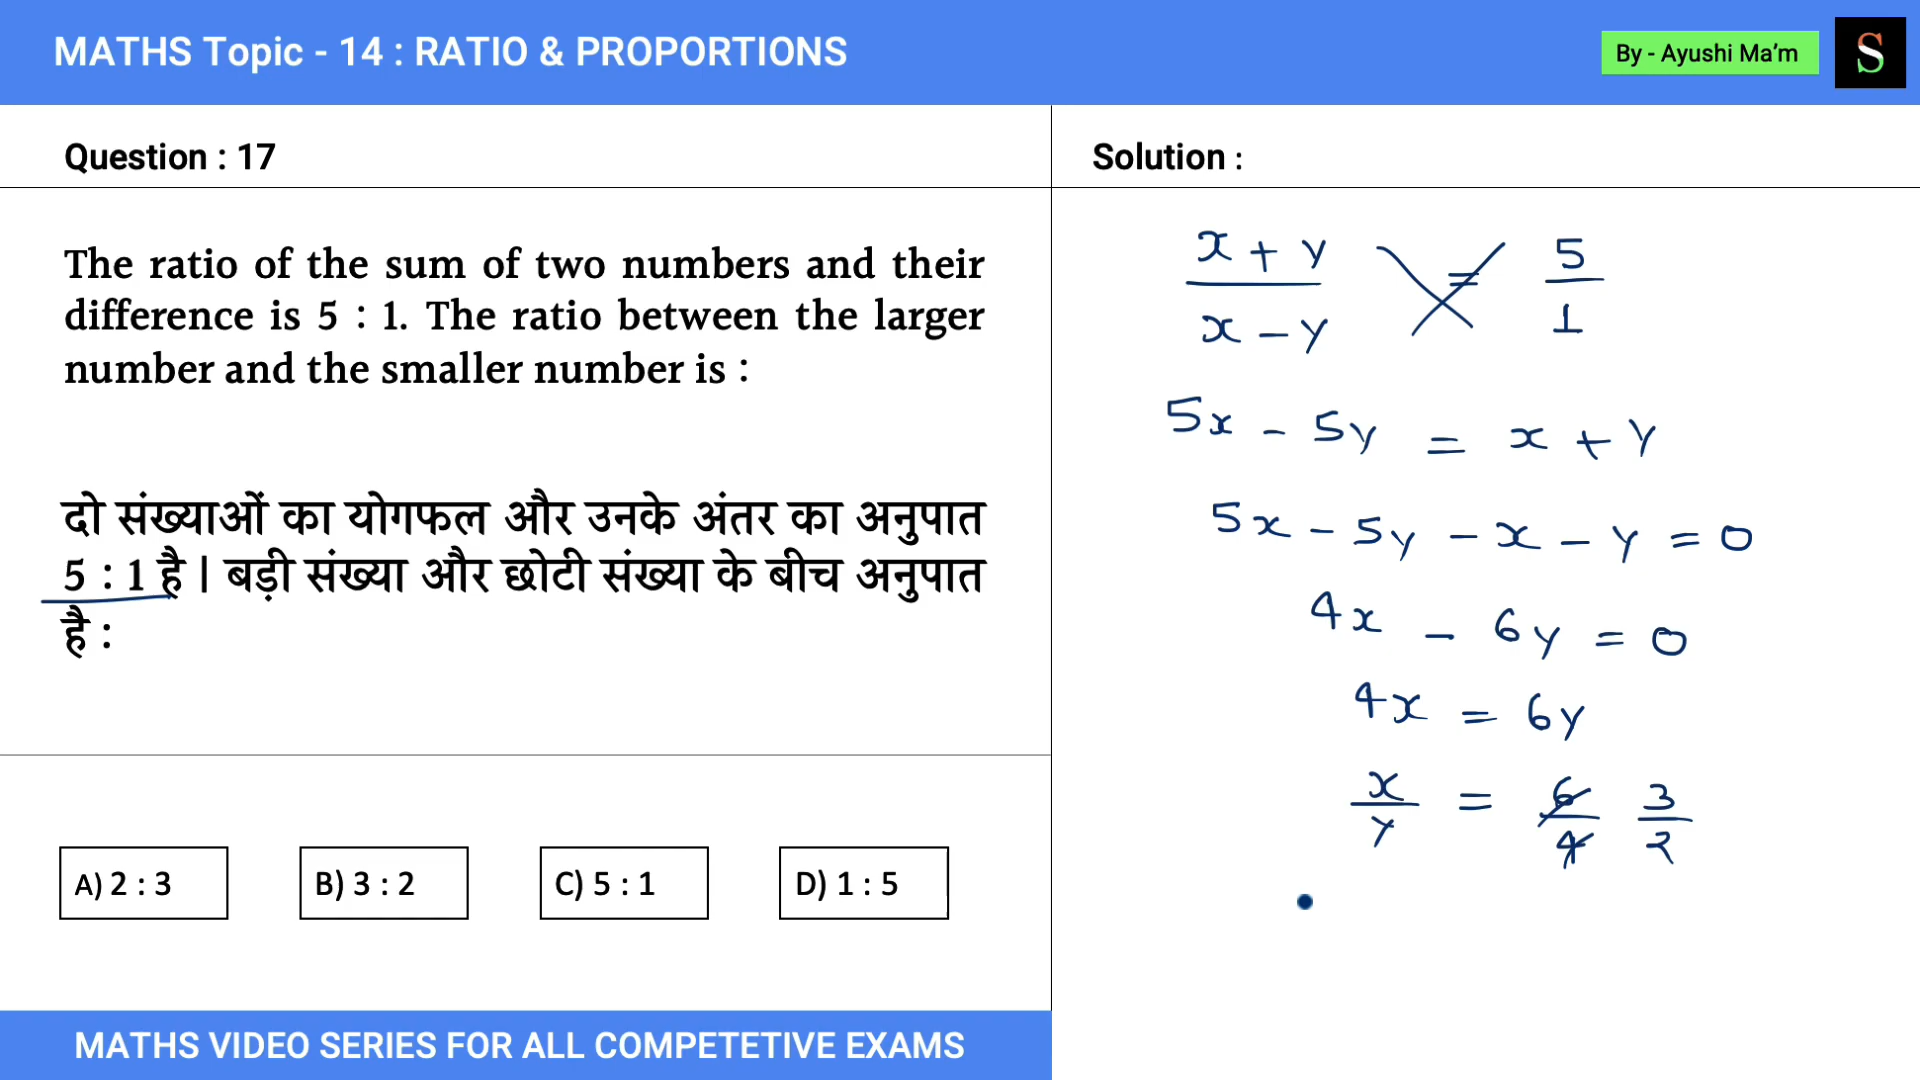 MATHS Topic - 14 : RATIO & PROPORTIONS
By - Ayushi Ma’m
S
Question : 17
The ratio of the sum of two numbers and their
difference is 5 : 1. The ratio between the larger
number and the smaller number is :
दो संख्याओं का योगफल और उनके अंतर का अनुपात
5 : 1 है | बड़ी संख्या और छोटी संख्या के बीच अनुपात
है :
A) 2 : 3
B) 3 : 2
C) 5 : 1
D) 1 : 5
MATHS VIDEO SERIES FOR ALL COMPETETIVE EXAMS
Solution :
x + y = 5
x - y 1
5x - 5y = x + y
5x - 5y - x - y = 0
4x - 6y = 0
4x = 6y
x = 6 3
y 4 2